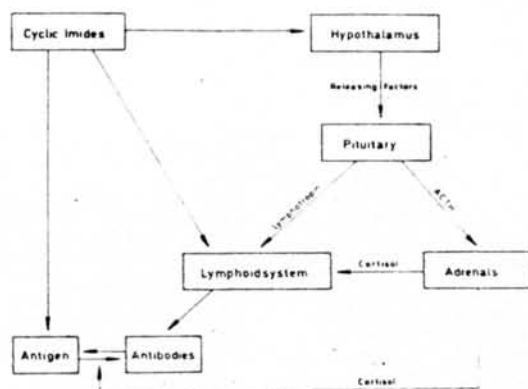 Cyclic Imides
Hypothalamus
Releasing Factors
Pituitary
Lymphotropin
ACTH
Lymphoidsystem
Cortisol
Adrenals
Antigen
Antibodies
Cortisol